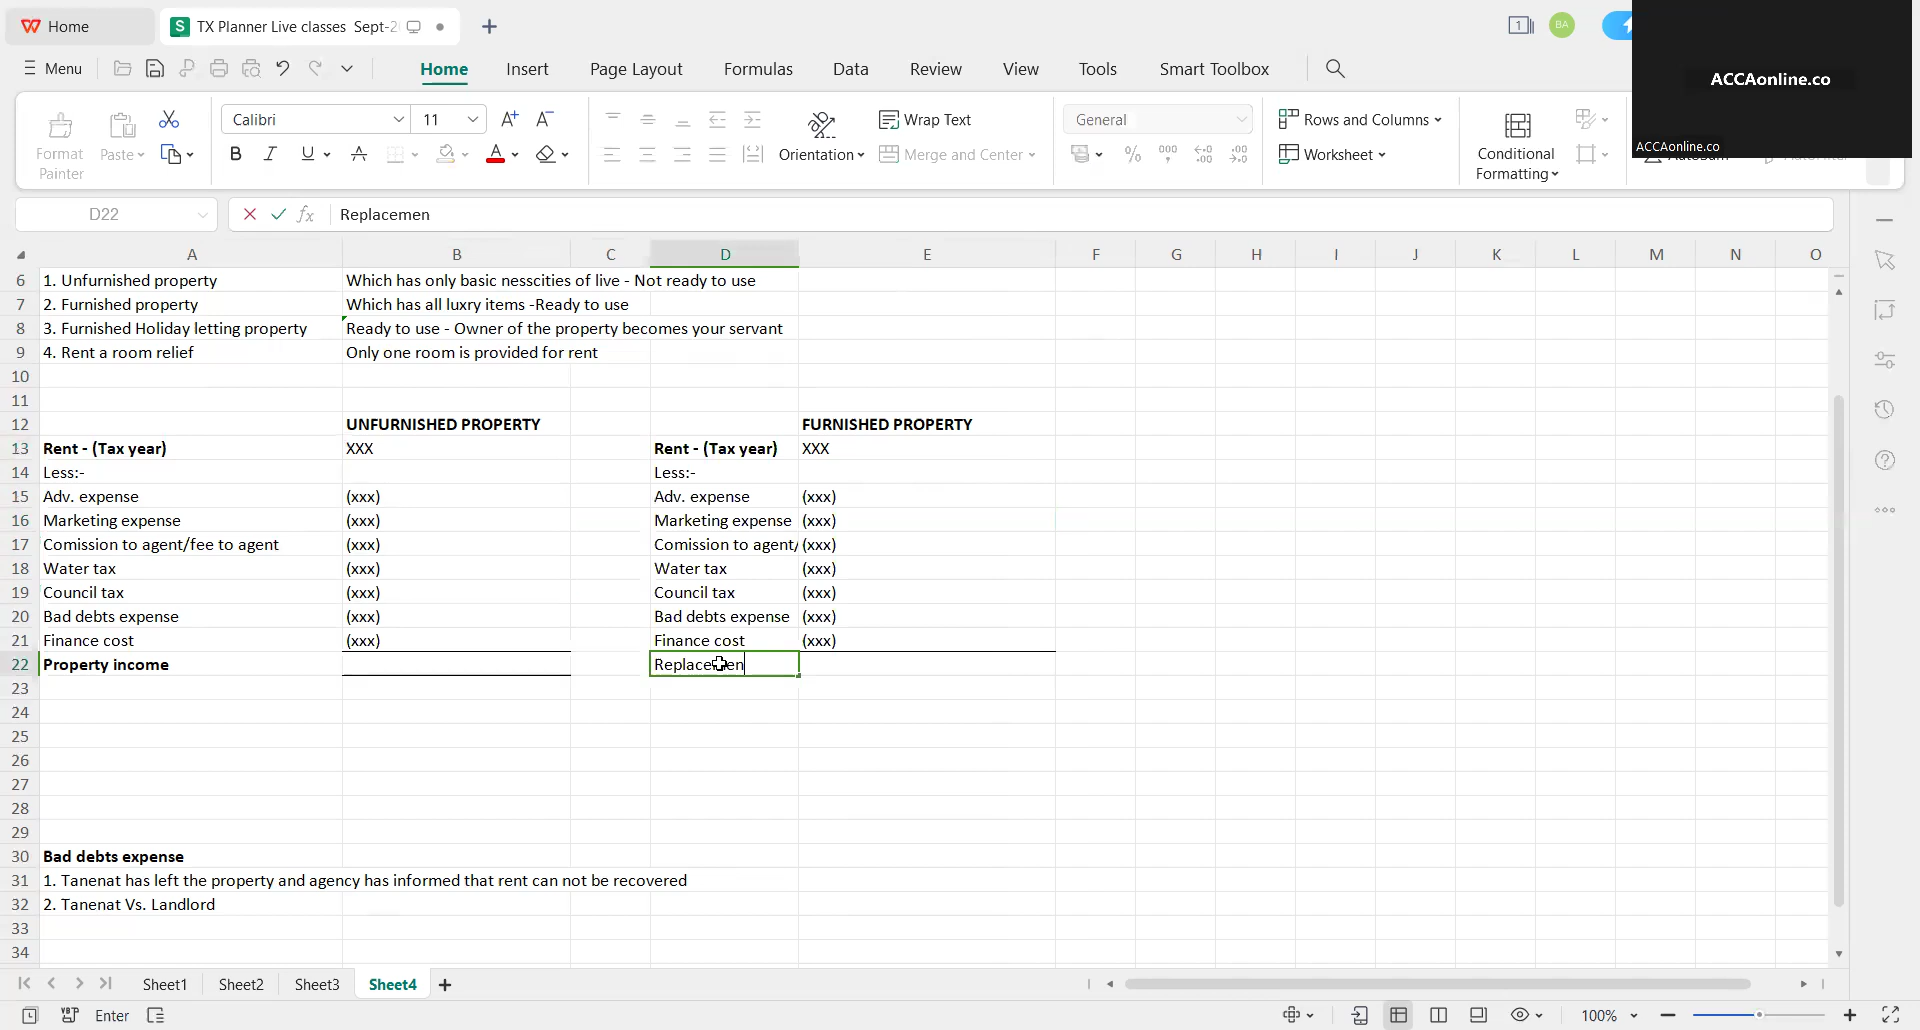 Home
TX Planner Live classes Sept-2
1
BA
ACCAonline.co
ACCAonline.co
Menu
Home Insert Page Layout Formulas Data Review View Tools Smart Toolbox
Calibri 11
Wrap Text
General
Rows and Columns
Format Painter
Paste
Orientation
Merge and Center
Worksheet
Conditional Formatting
D22
fx
Replacemen
A B C D E F G H I J K L M N O
6 1. Unfurnished property Which has only basic nesscities of live - Not ready to use
7 2. Furnished property Which has all luxry items -Ready to use
8 3. Furnished Holiday letting property Ready to use - Owner of the property becomes your servant
9 4. Rent a room relief Only one room is provided for rent
10
11
12 UNFURNISHED PROPERTY FURNISHED PROPERTY
13 Rent - (Tax year) XXX Rent - (Tax year) XXX
14 Less:- Less:-
15 Adv. expense (xxx) Adv. expense (xxx)
16 Marketing expense (xxx) Marketing expense (xxx)
17 Comission to agent/fee to agent (xxx) Comission to agent/ (xxx)
18 Water tax (xxx) Water tax (xxx)
19 Council tax (xxx) Council tax (xxx)
20 Bad debts expense (xxx) Bad debts expense (xxx)
21 Finance cost (xxx) Finance cost (xxx)
22 Property income Replacemen
23
24
25
26
27
28
29
30 Bad debts expense
31 1. Tanenat has left the property and agency has informed that rent can not be recovered
32 2. Tanenat Vs. Landlord
33
34
Sheet1 Sheet2 Sheet3 Sheet4
Enter
100%